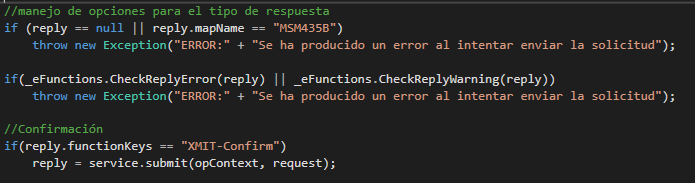 //manejo de opciones para el tipo de respuesta
if (reply == null || reply.mapName == "MSM435B")
throw new Exception("ERROR:" + "Se ha producido un error al intentar enviar la solicitud");
if(_eFunctions.CheckReplyError(reply) || _eFunctions.CheckReplyWarning(reply))
throw new Exception("ERROR:" + "Se ha producido un error al intentar enviar la solicitud");
//Confirmación
if(reply.functionKeys == "XMIT-Confirm")
reply = service.submit(opContext, request);